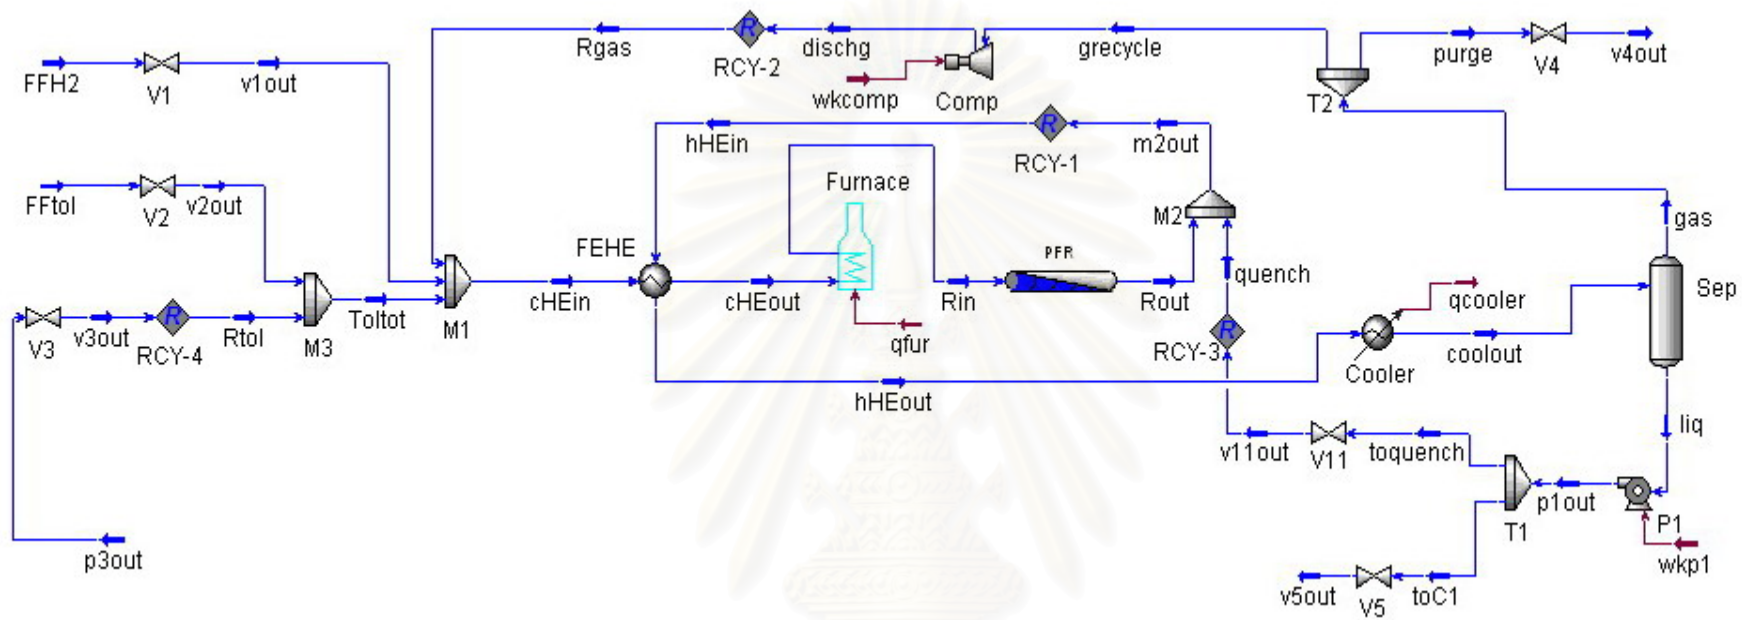 Rgas
R
RCY-2
dischg
grecycle
purge
V4
v4out
FFH2
V1
v1out
wkcomp
Comp
T2
hHEin
R
RCY-1
m2out
FFtol
V2
v2out
Furnace
M2
FEHE
PFR
quench
gas
cHEin
cHEout
Rin
Rout
qcooler
Sep
V3
v3out
R
RCY-4
Rtol
M3
Toltot
M1
qfur
R
RCY-3
Cooler
coolout
hHEout
liq
v11out
V11
toquench
p1out
T1
P1
wkp1
p3out
v5out
V5
toC1